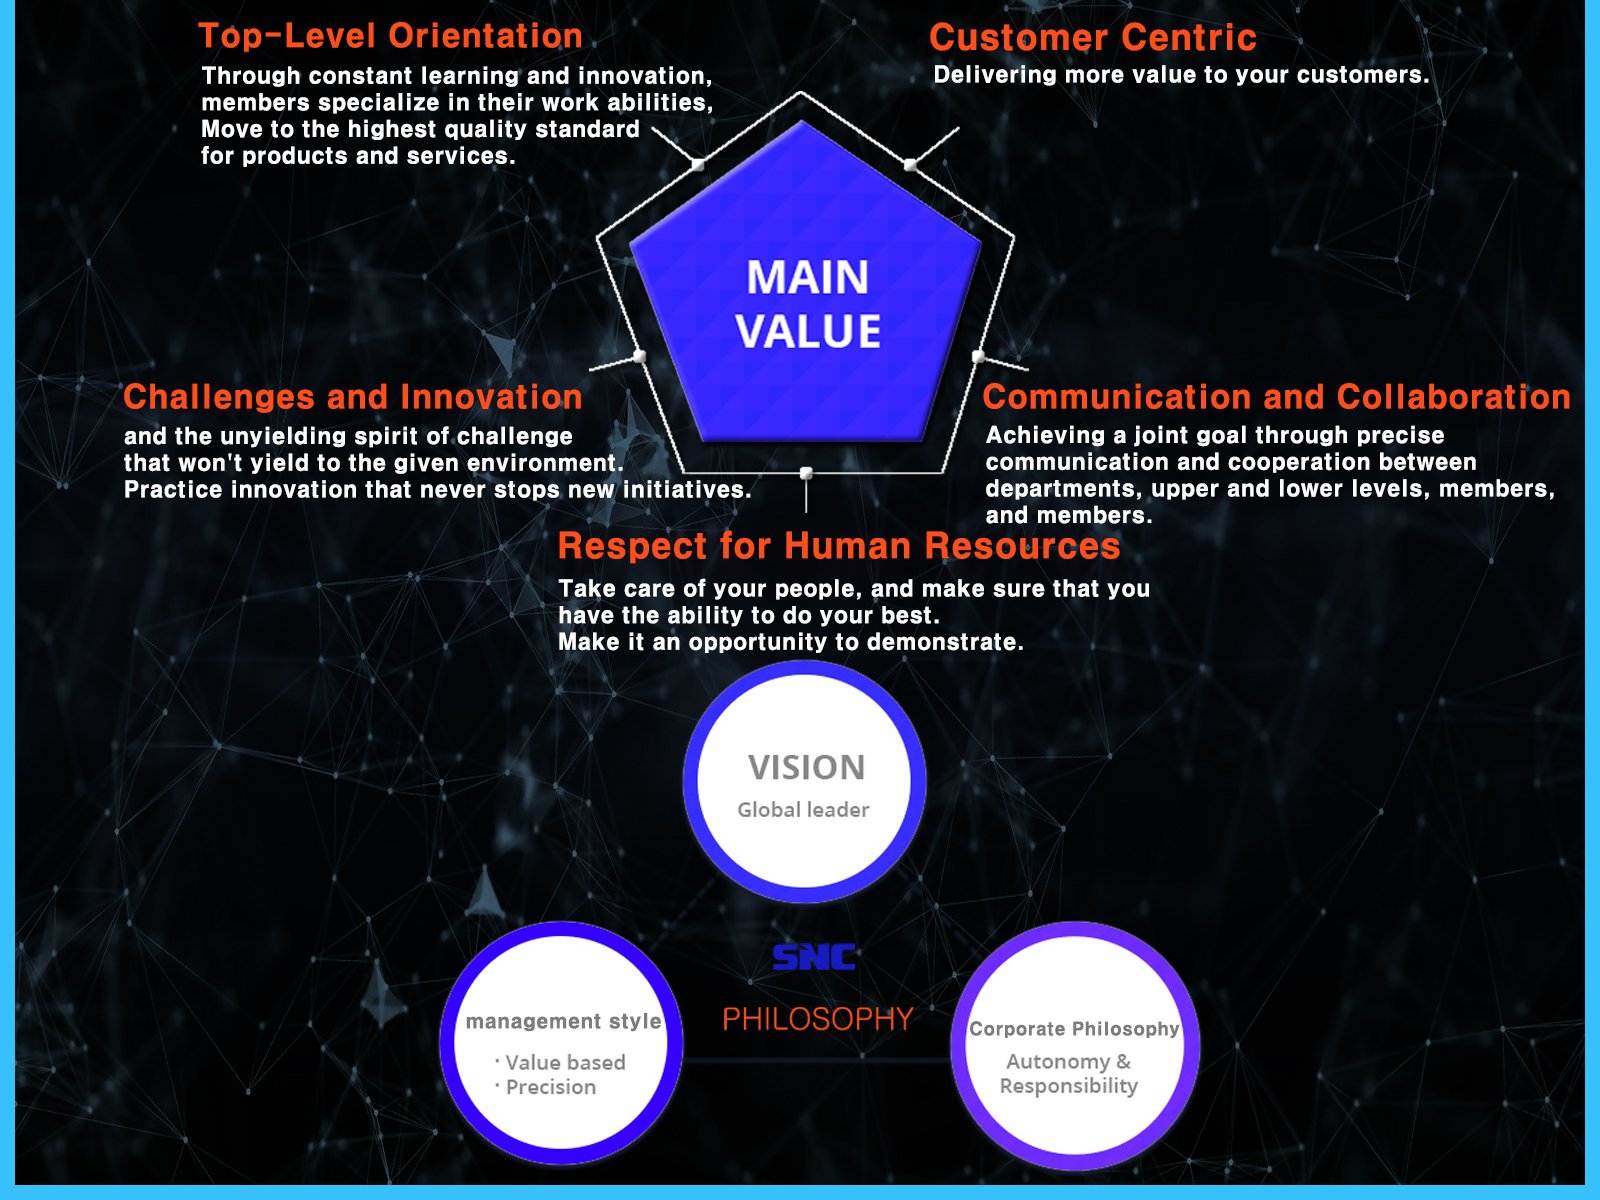 Top-Level Orientation
Through constant learning and innovation,
members specialize in their work abilities,
Move to the highest quality standard
for products and services.
Customer Centric
Delivering more value to your customers.
MAIN
VALUE
Challenges and Innovation
and the unyielding spirit of challenge
that won't yield to the given environment.
Practice innovation that never stops new initiatives.
Communication and Collaboration
Achieving a joint goal through precise
communication and cooperation between
departments, upper and lower levels, members,
and members.
Respect for Human Resources
Take care of your people, and make sure that you
have the ability to do your best.
Make it an opportunity to demonstrate.
VISION
Global leader
SNC
PHILOSOPHY
management style
· Value based
· Precision
Corporate Philosophy
Autonomy &
Responsibility